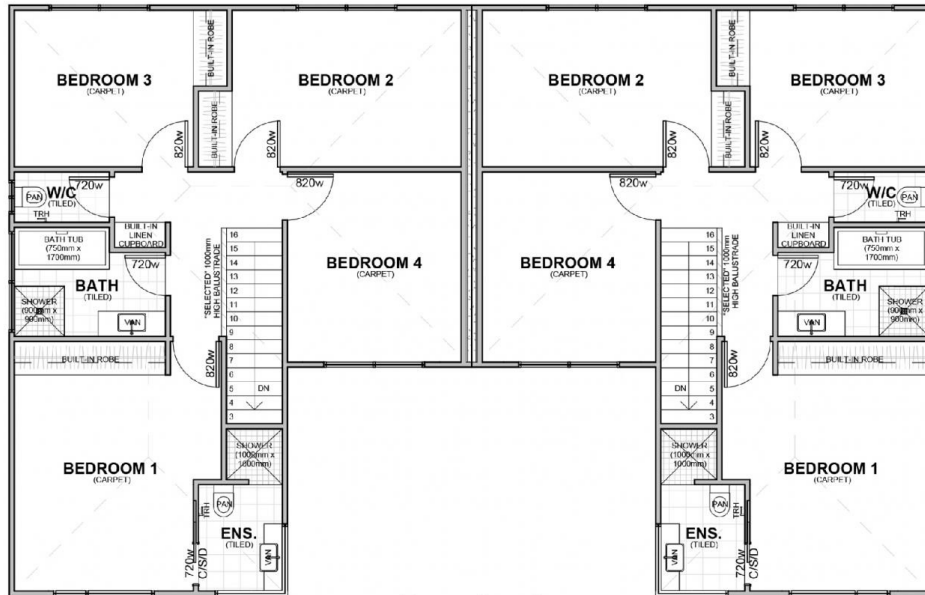 BUILT-IN ROBE
BEDROOM 3
(CARPET)
BEDROOM 2
(CARPET)
BUILT-IN ROBE
820w
820w
W/C
(TILED)
PAN
TRH
720w
820w
BUILT-IN
LINEN
CUPBOARD
BATH TUB
(750mm x
1700mm)
720w
BATH
(TILED)
SHOWER
(900mm x
900mm)
VAN
"SELECTED" 1000mm
HIGH BALUSTRADE
16
15
14
13
12
11
10
9
8
7
6
5
4
3
DN
BEDROOM 4
(CARPET)
BUILT-IN ROBE
820w
BEDROOM 1
(CARPET)
SHOWER
(1000mm x
1000mm)
PAN
TRH
ENS.
(TILED)
VAN
720w
C/S/D
BEDROOM 2
(CARPET)
BUILT-IN ROBE
BEDROOM 3
(CARPET)
BUILT-IN ROBE
820w
820w
820w
720w
W/C
(TILED)
PAN
TRH
BUILT-IN
LINEN
CUPBOARD
BATH TUB
(750mm x
1700mm)
720w
BATH
(TILED)
SHOWER
(900mm x
900mm)
VAN
"SELECTED" 1000mm
HIGH BALUSTRADE
16
15
14
13
12
11
10
9
8
7
6
5
4
3
DN
BEDROOM 4
(CARPET)
BUILT-IN ROBE
820w
BEDROOM 1
(CARPET)
SHOWER
(1000mm x
1000mm)
PAN
TRH
ENS.
(TILED)
VAN
720w
C/S/D